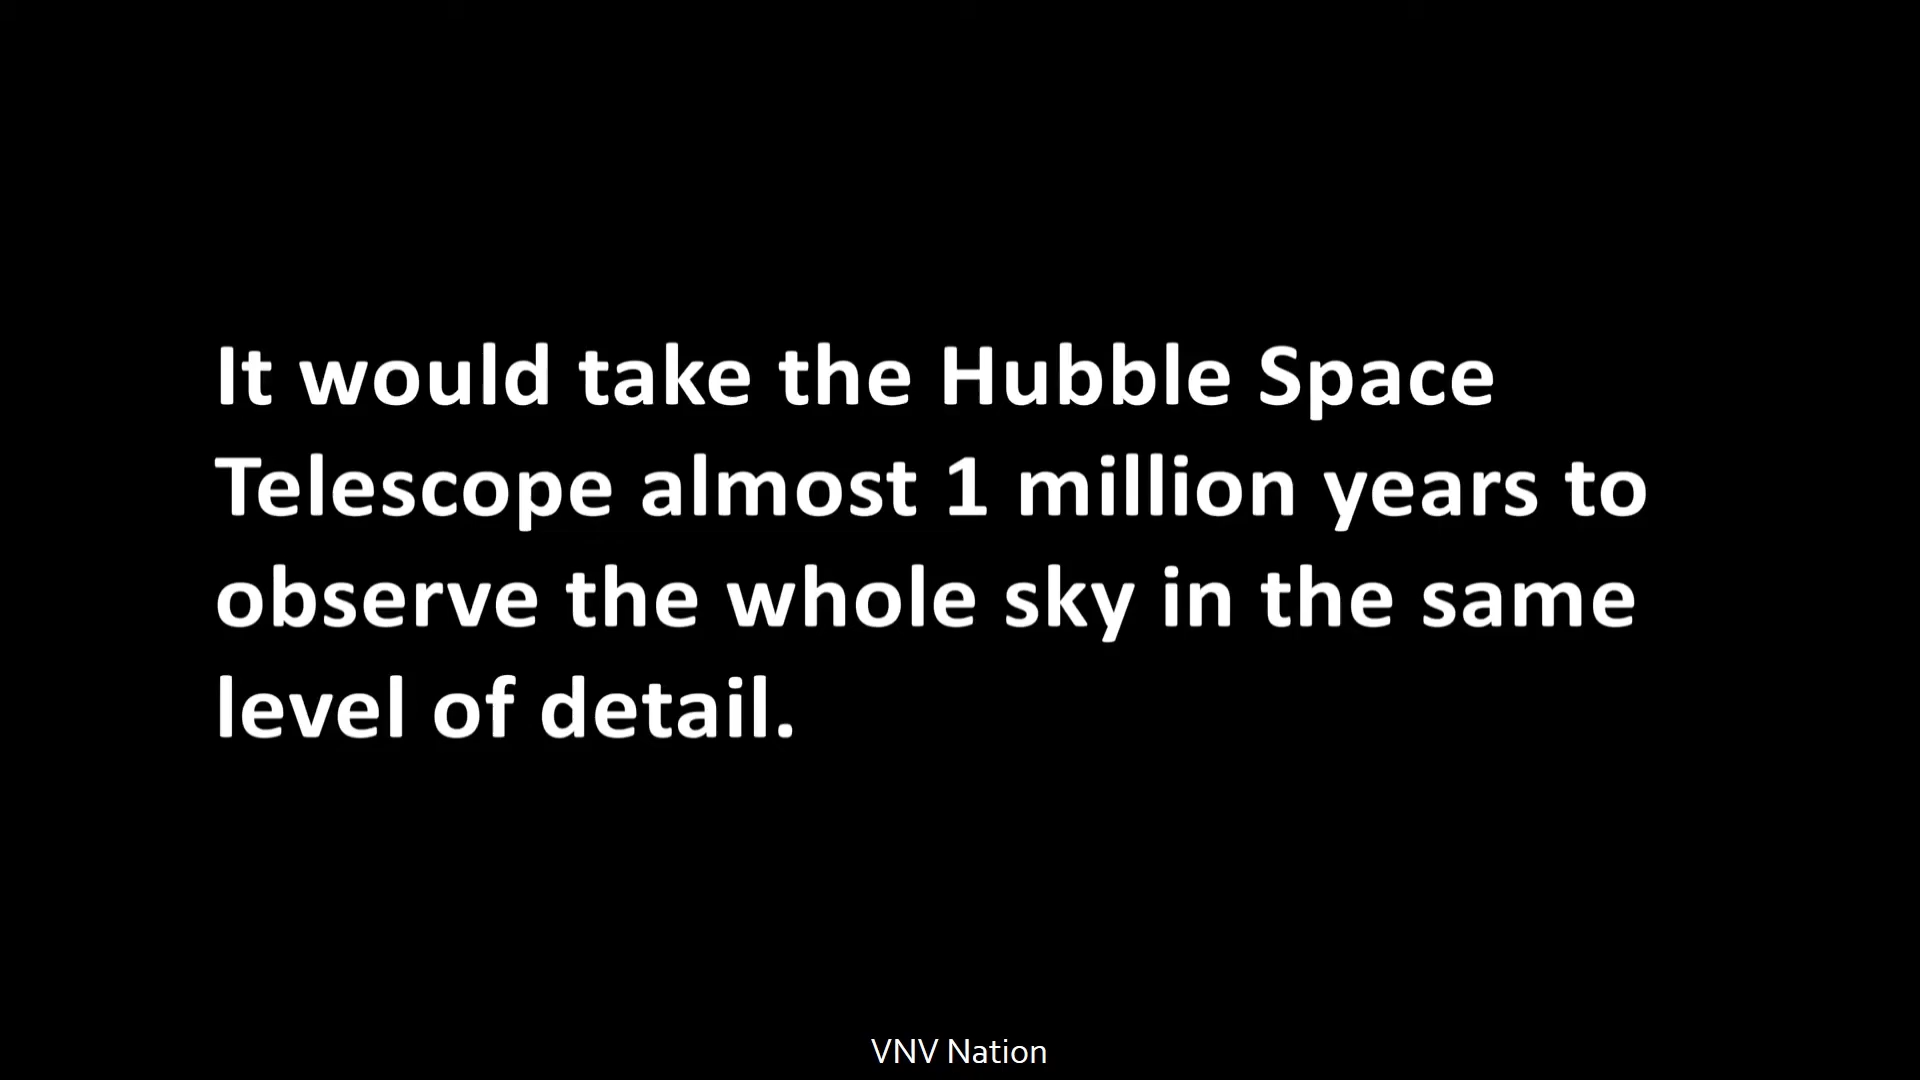 It would take the Hubble Space
Telescope almost 1 million years to
observe the whole sky in the same
level of detail.
VNV Nation